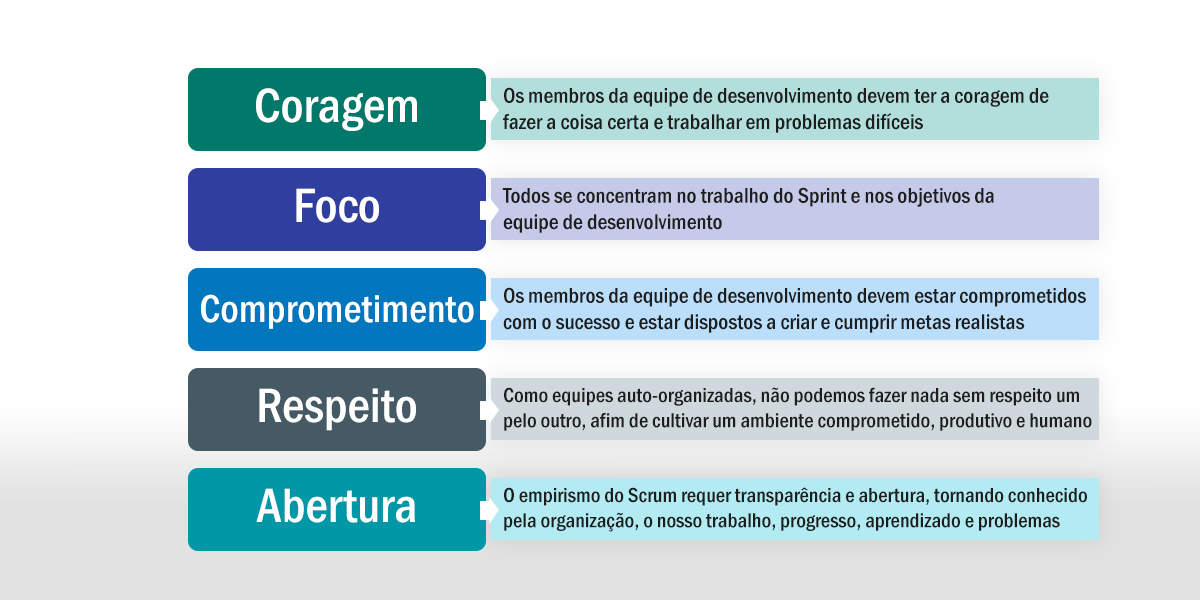 Coragem
Os membros da equipe de desenvolvimento devem ter a coragem de
fazer a coisa certa e trabalhar em problemas difíceis
Foco
Todos se concentram no trabalho do Sprint e nos objetivos da
equipe de desenvolvimento
Comprometimento
Os membros da equipe de desenvolvimento devem estar comprometidos
com o sucesso e estar dispostos a criar e cumprir metas realistas
Respeito
Como equipes auto-organizadas, não podemos fazer nada sem respeito um
pelo outro, afim de cultivar um ambiente comprometido, produtivo e humano
Abertura
O empirismo do Scrum requer transparência e abertura, tornando conhecido
pela organização, o nosso trabalho, progresso, aprendizado e problemas